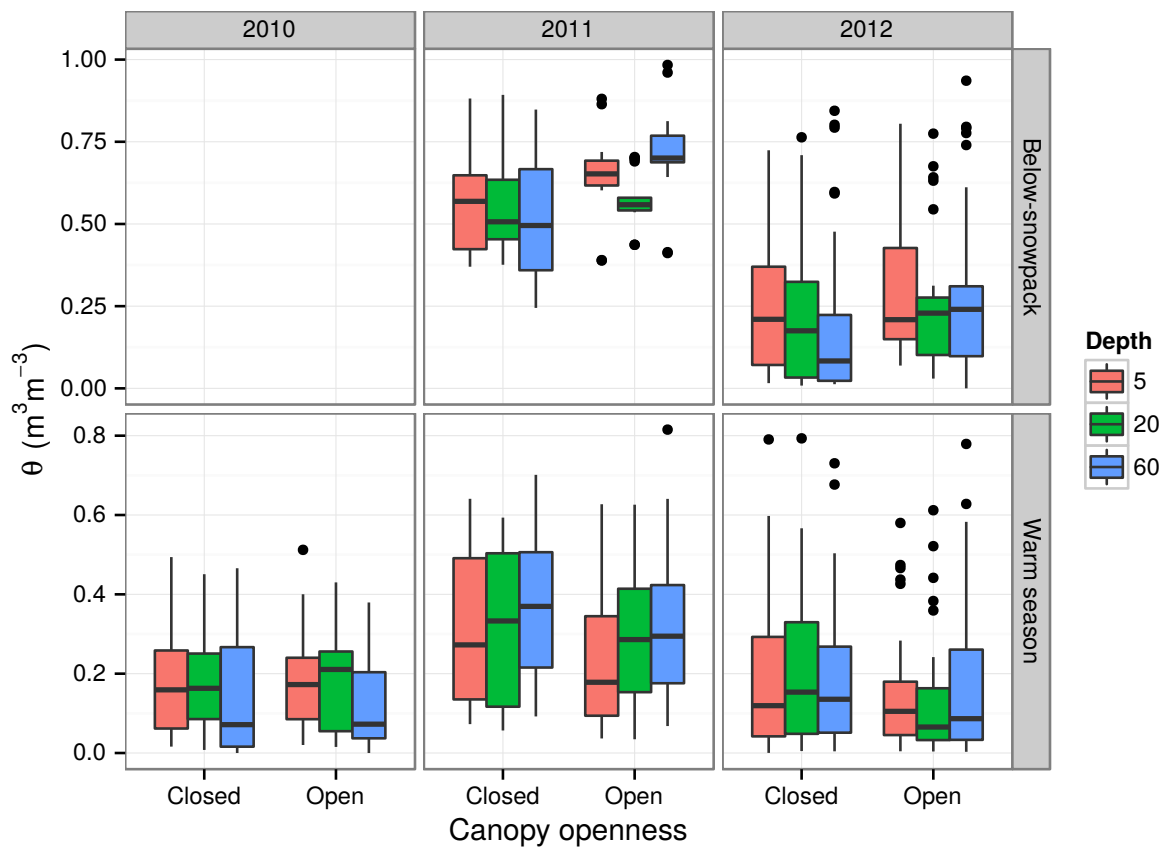 2010 2011 2012
1.00
0.75
0.50
0.25
0.00
Below-snowpack
0.8
0.6
0.4
0.2
0.0
Warm season
θ (m³m⁻³)
Closed Open Closed Open Closed Open
Canopy openness
Depth
5
20
60